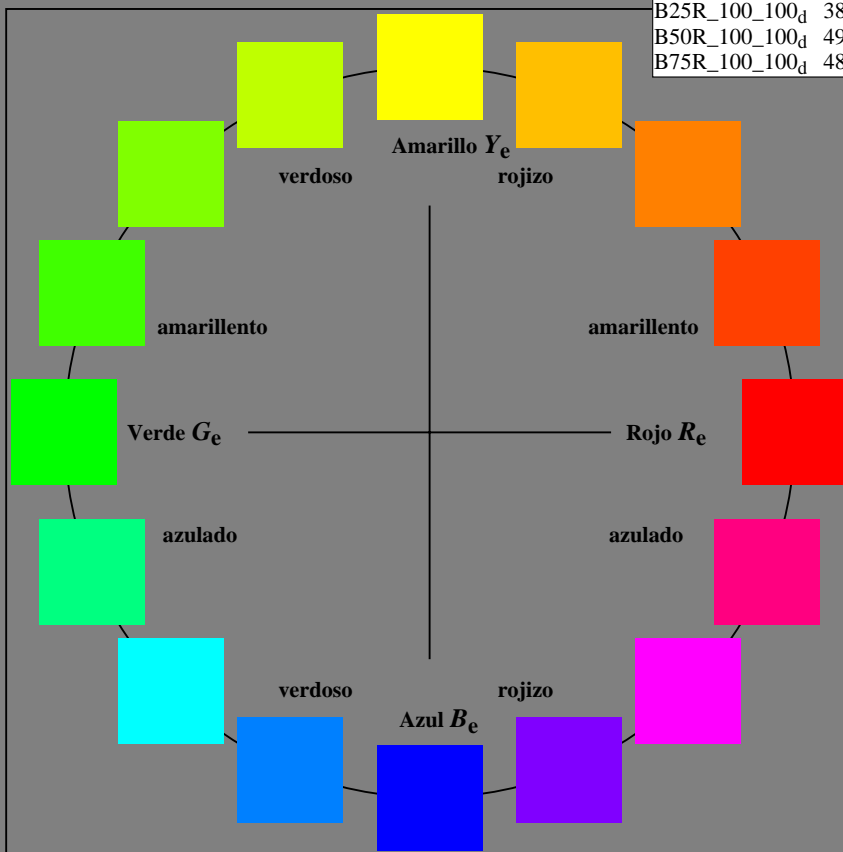 B25R_100_100d 38
B50R_100_100d 49
B75R_100_100d 48
Amarillo Ye
verdoso rojizo
amarillento amarillento
Verde Ge Rojo Re
azulado azulado
verdoso rojizo
Azul Be